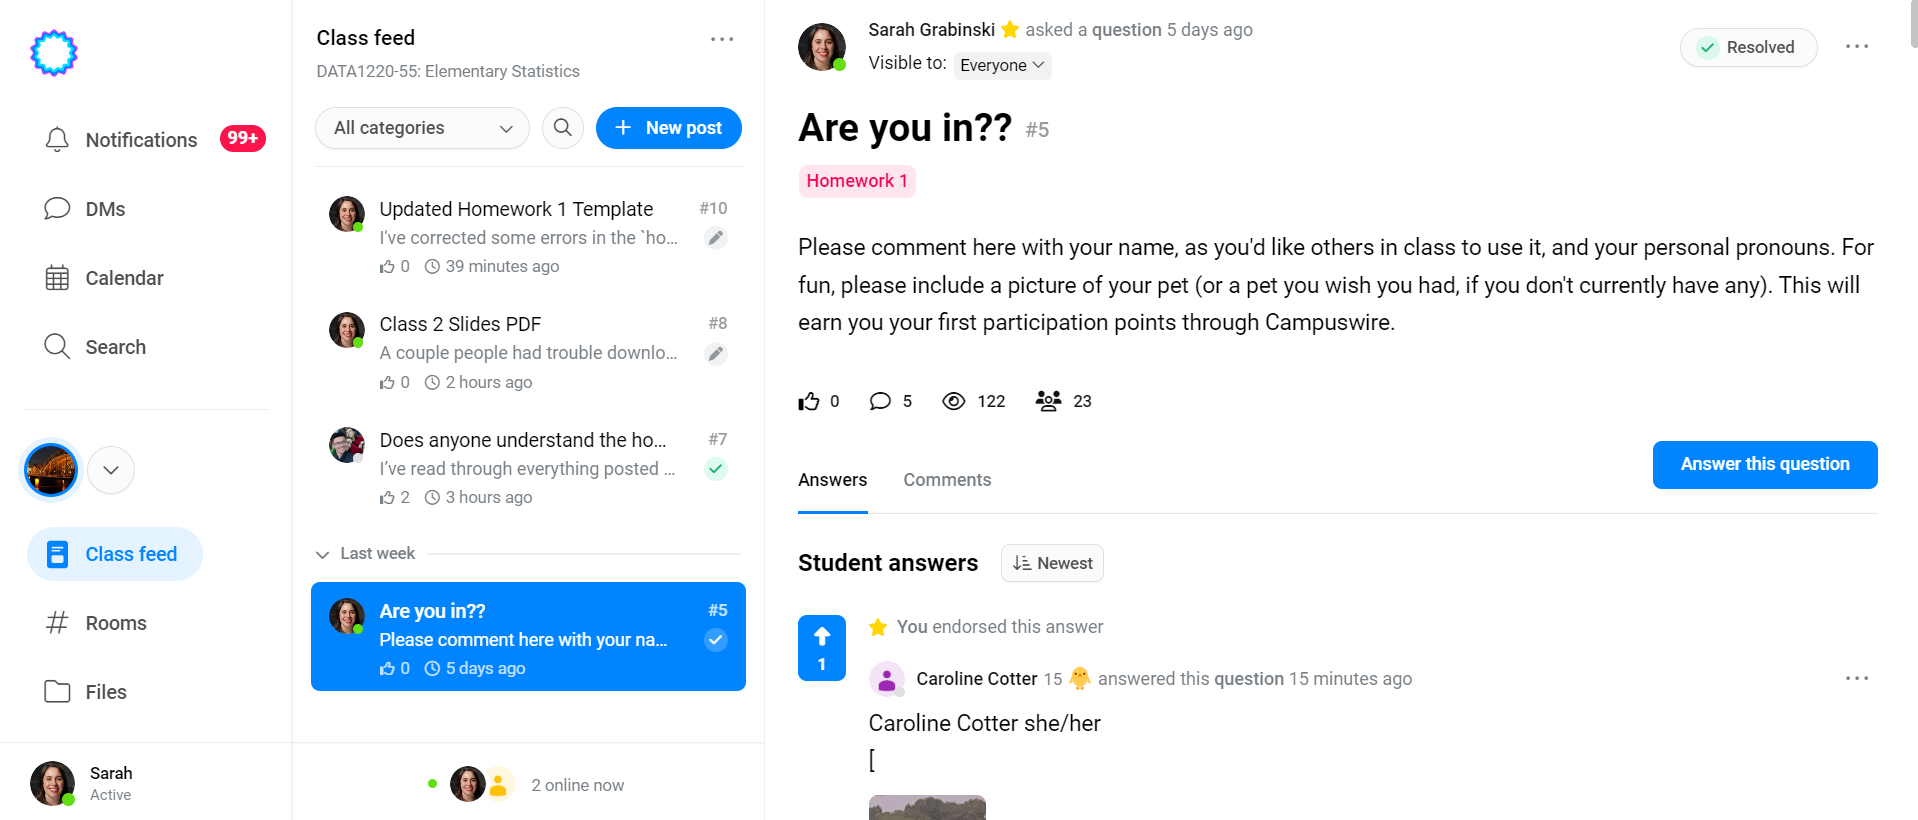 Notifications
99+
DMs
Calendar
Search
Class feed
Rooms
Files
Sarah
Active
Class feed
DATA1220-55: Elementary Statistics
All categories
New post
Updated Homework 1 Template
#10
I've corrected some errors in the `ho...
0
39 minutes ago
Class 2 Slides PDF
#8
A couple people had trouble downlo...
0
2 hours ago
Does anyone understand the ho...
#7
I've read through everything posted ...
2
3 hours ago
Last week
Are you in??
#5
Please comment here with your na...
0
5 days ago
2 online now
Sarah Grabinski asked a question 5 days ago
Visible to: Everyone
Resolved
Are you in?? #5
Homework 1
Please comment here with your name, as you'd like others in class to use it, and your personal pronouns. For
fun, please include a picture of your pet (or a pet you wish you had, if you don't currently have any). This will
earn you your first participation points through Campuswire.
0
5
122
23
Answers
Comments
Answer this question
Student answers
Newest
1
You endorsed this answer
Caroline Cotter 15 answered this question 15 minutes ago
Caroline Cotter she/her
[